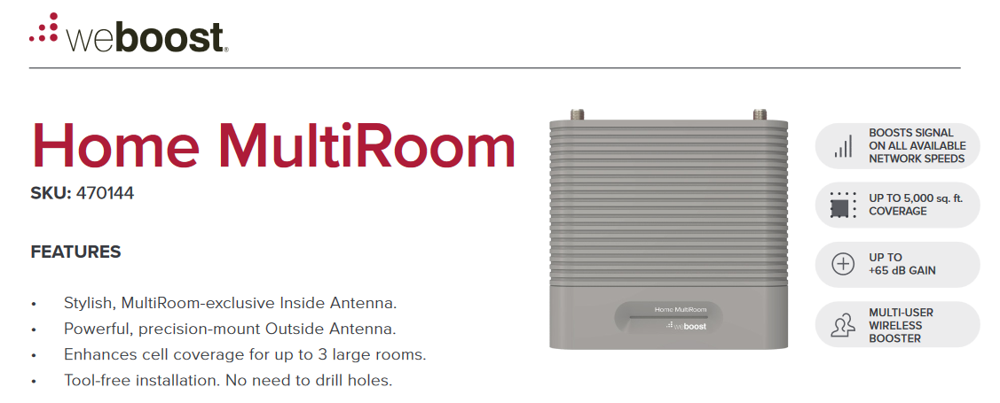 weboost®
Home MultiRoom
SKU: 470144
FEATURES
• Stylish, MultiRoom-exclusive Inside Antenna.
• Powerful, precision-mount Outside Antenna.
• Enhances cell coverage for up to 3 large rooms.
• Tool-free installation. No need to drill holes.
Home MultiRoom
weboost
BOOSTS SIGNAL
ON ALL AVAILABLE
NETWORK SPEEDS
UP TO 5,000 sq. ft.
COVERAGE
UP TO
+65 dB GAIN
MULTI-USER
WIRELESS
BOOSTER